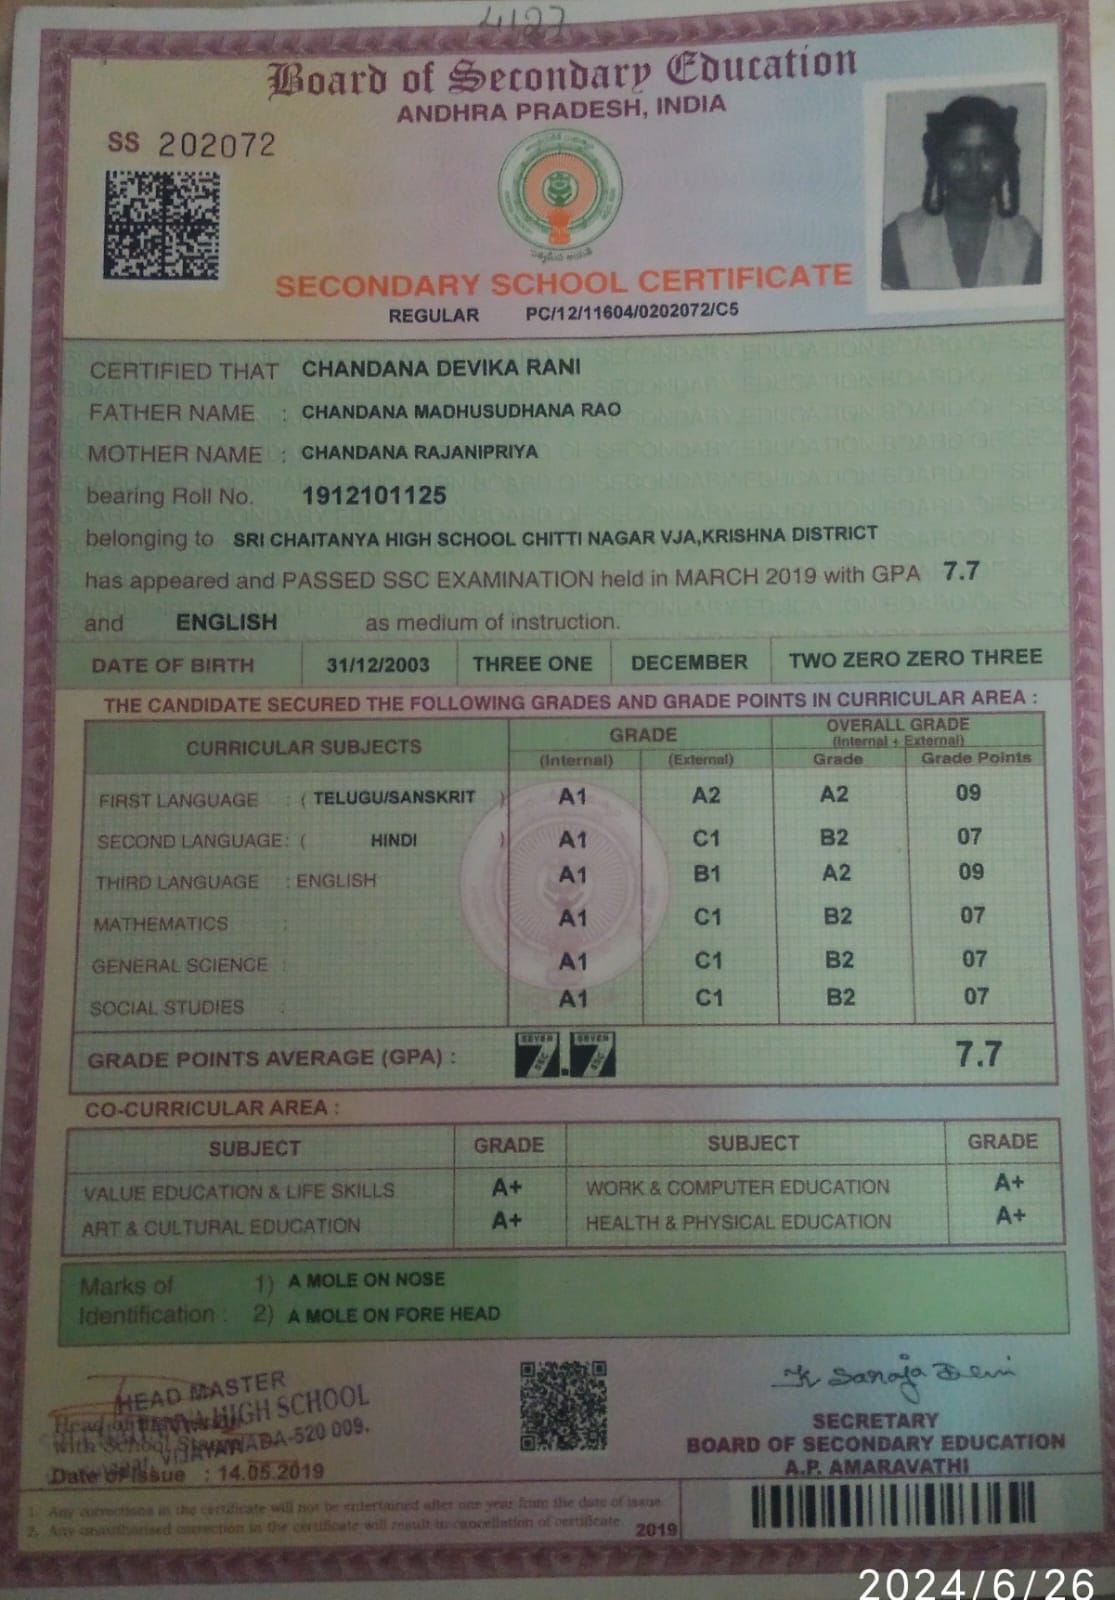 4127
Board of Secondary Education
ANDHRA PRADESH, INDIA
SS 202072
SECONDARY SCHOOL CERTIFICATE
REGULAR PC/12/11604/0202072/C5
CERTIFIED THAT CHANDANA DEVIKA RANI
FATHER NAME : CHANDANA MADHUSUDHANA RAO
MOTHER NAME : CHANDANA RAJANIPRIYA
bearing Roll No. 1912101125
belonging to SRI CHAITANYA HIGH SCHOOL CHITTI NAGAR VJA,KRISHNA DISTRICT
has appeared and PASSED SSC EXAMINATION held in MARCH 2019 with GPA 7.7
and ENGLISH as medium of instruction.
DATE OF BIRTH 31/12/2003 THREE ONE DECEMBER TWO ZERO ZERO THREE
THE CANDIDATE SECURED THE FOLLOWING GRADES AND GRADE POINTS IN CURRICULAR AREA :
CURRICULAR SUBJECTS GRADE OVERALL GRADE
(Internal + External)
(Internal) (External) Grade Grade Points
FIRST LANGUAGE : ( TELUGU/SANSKRIT ) A1 A2 A2 09
SECOND LANGUAGE: ( HINDI ) A1 C1 B2 07
THIRD LANGUAGE : ENGLISH A1 B1 A2 09
MATHEMATICS : A1 C1 B2 07
GENERAL SCIENCE : A1 C1 B2 07
SOCIAL STUDIES : A1 C1 B2 07
GRADE POINTS AVERAGE (GPA) : SEVEN 7 SSC . SEVEN 7 SSC 7.7
CO-CURRICULAR AREA :
SUBJECT GRADE SUBJECT GRADE
VALUE EDUCATION & LIFE SKILLS A+ WORK & COMPUTER EDUCATION A+
ART & CULTURAL EDUCATION A+ HEALTH & PHYSICAL EDUCATION A+
Marks of 1) A MOLE ON NOSE
Identification : 2) A MOLE ON FORE HEAD
HEAD MASTER
HIGH SCHOOL
VIJAYAWADA-520 009.
with School
Date of Issue : 14.05.2019
K Saroja Devi
SECRETARY
BOARD OF SECONDARY EDUCATION
A.P. AMARAVATHI
1. Any corrections in the certificate will not be entertained after one year from the date of issue
2. Any unauthorised correction in the certificate will result in cancellation of certificate.
2019
2024/6/26